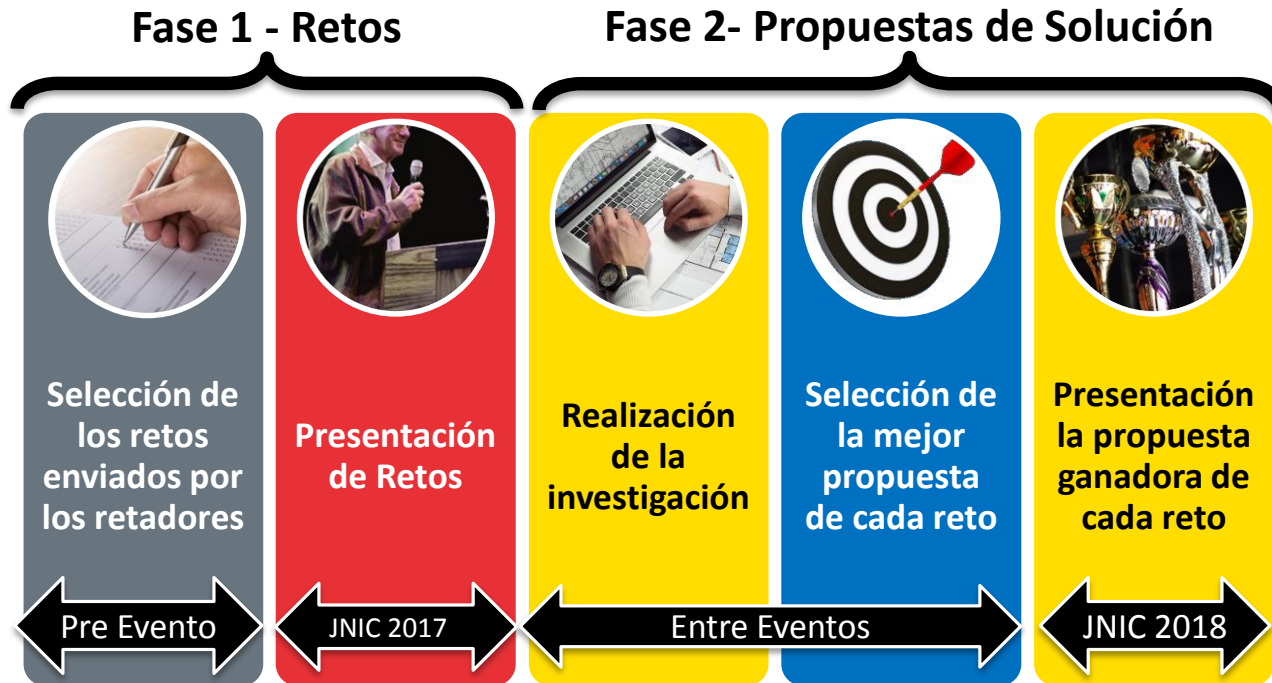 Fase 1 - Retos
Fase 2- Propuestas de Solución
Selección de
los retos
enviados por
los retadores
Presentación
de Retos
Realización
de la
investigación
Selección de
la mejor
propuesta
de cada reto
Presentación
la propuesta
ganadora de
cada reto
Pre Evento
JNIC 2017
Entre Eventos
JNIC 2018